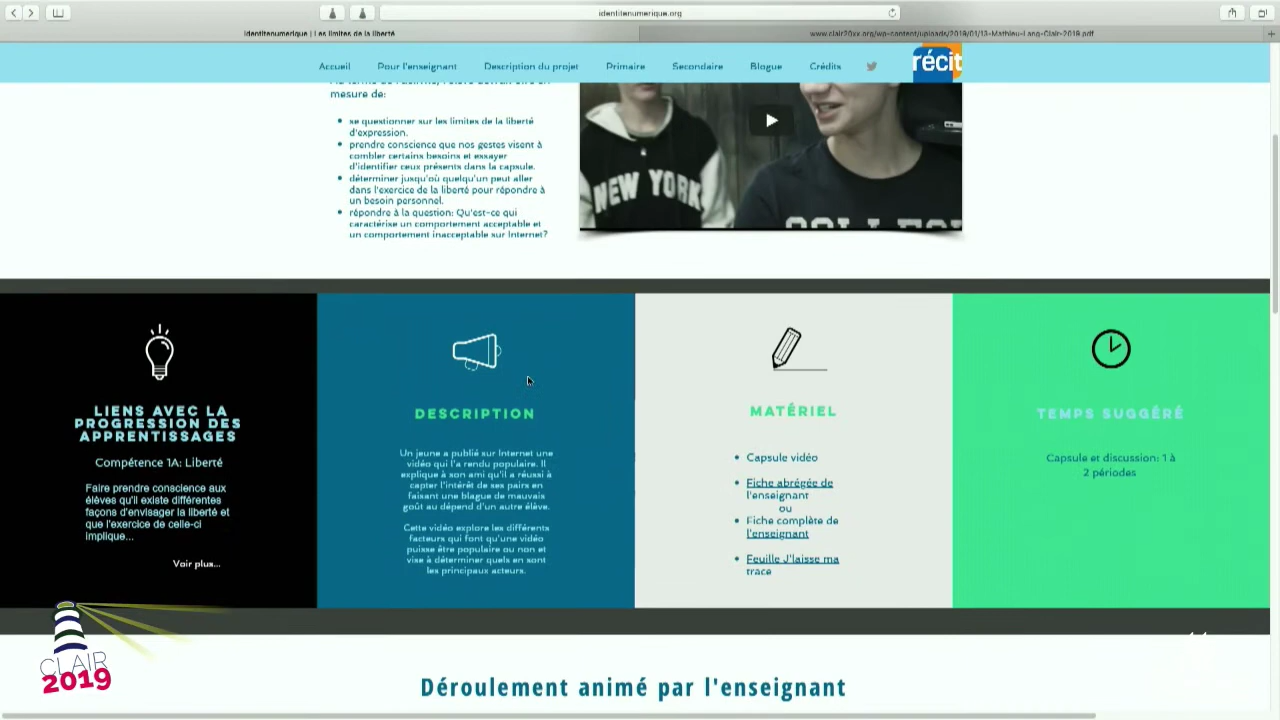 identitenumerique.org
identitenumerique | Les limites de la liberté
www.clair20xx.org/wp-content/uploads/2019/01/13-Mathieu-Lang-Clair-2019.pdf
Accueil
Pour l'enseignant
Description du projet
Primaire
Secondaire
Blogue
Crédits
récit
mesure de:
• se questionner sur les limites de la liberté
d'expression.
• prendre conscience que nos gestes visent à
combler certains besoins et essayer
d'identifier ceux présents dans la capsule.
• déterminer jusqu'où quelqu'un peut aller
dans l'exercice de la liberté pour répondre à
un besoin personnel.
• répondre à la question: Qu'est-ce qui
caractérise un comportement acceptable et
un comportement inacceptable sur Internet?
NEW YORK
LIENS AVEC LA
PROGRESSION DES
APPRENTISSAGES
Compétence 1A: Liberté
Faire prendre conscience aux
élèves qu'il existe différentes
façons d'envisager la liberté et
que l'exercice de celle-ci
implique...
Voir plus...
DESCRIPTION
Un jeune a publié sur Internet une
vidéo qui l'a rendu populaire. Il
explique à son ami qu'il a réussi à
capter l'intérêt de ses pairs en
faisant une blague de mauvais
goût au dépend d'un autre élève.
Cette vidéo explore les différents
facteurs qui font qu'une vidéo
puisse être populaire ou non et
vise à déterminer quels en sont
les principaux acteurs.
MATÉRIEL
• Capsule vidéo
• Fiche abrégée de
l'enseignant
ou
• Fiche complète de
l'enseignant
• Feuille J'laisse ma
trace
TEMPS SUGGÉRÉ
Capsule et discussion: 1 à
2 périodes
CLAIR
2019
Déroulement animé par l'enseignant